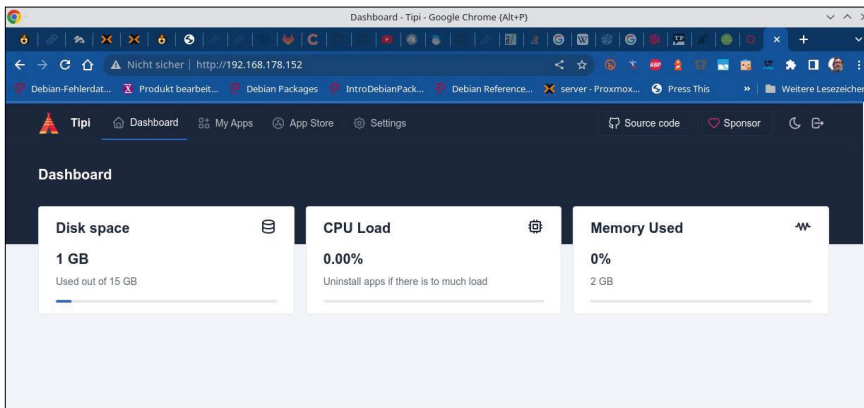 Dashboard - Tipi - Google Chrome {Alt+P}
Nicht sicher | http://192.168.178.152
Debian-Fehlerdat... Produkt bearbeit... Debian Packages IntroDebianPack... Debian Reference... server - Proxmox... Press This » Weitere Lesezeichen
Tipi Dashboard My Apps App Store Settings Source code Sponsor
Dashboard
Disk space CPU Load Memory Used
1 GB 0.00% 0%
Used out of 15 GB Uninstall apps if there is to much load 2 GB